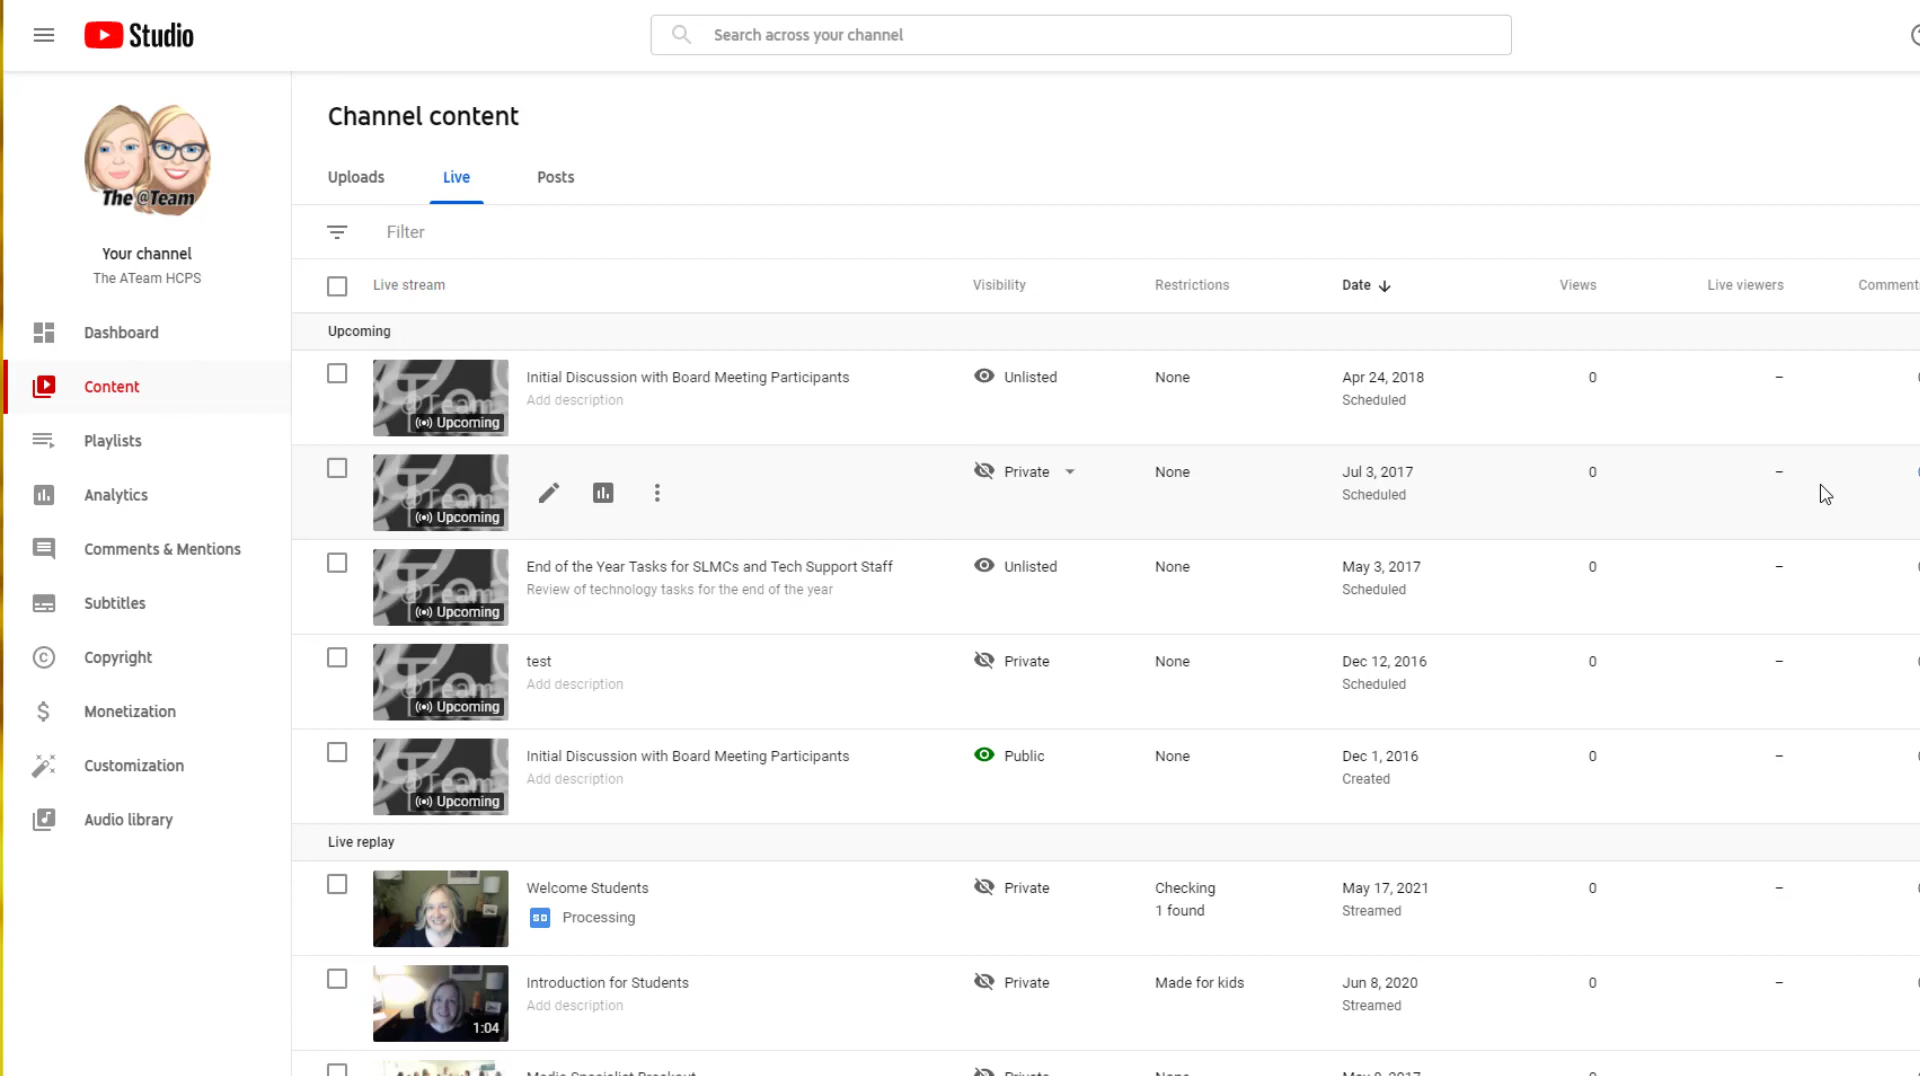 Studio
Search across your channel
The @Team
Your channel
The ATeam HCPS
Dashboard
Content
Playlists
Analytics
Comments & Mentions
Subtitles
Copyright
Monetization
Customization
Audio library
Channel content
Uploads Live Posts
Filter
Live stream Visibility Restrictions Date Views Live viewers Comment
Upcoming
Initial Discussion with Board Meeting Participants Unlisted None Apr 24, 2018 0 –
Add description Scheduled
Upcoming
Private None Jul 3, 2017 0 –
Scheduled
Upcoming
End of the Year Tasks for SLMCs and Tech Support Staff Unlisted None May 3, 2017 0 –
Review of technology tasks for the end of the year Scheduled
Upcoming
test Private None Dec 12, 2016 0 –
Add description Scheduled
Upcoming
Initial Discussion with Board Meeting Participants Public None Dec 1, 2016 0 –
Add description Created
Upcoming
Live replay
Welcome Students Private Checking May 17, 2021 0 –
SD Processing 1 found Streamed
Introduction for Students Private Made for kids Jun 8, 2020 0 –
Add description Streamed
1:04